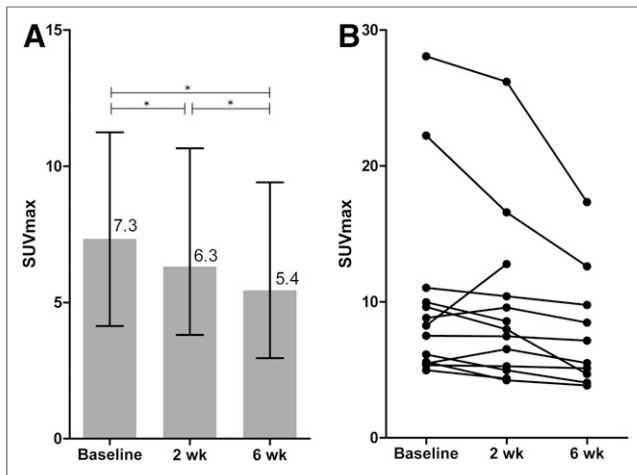 A
B
15
10
5
0
SUVmax
*
*
*
7.3
6.3
5.4
Baseline
2 wk
6 wk
30
20
10
0
SUVmax
Baseline
2 wk
6 wk